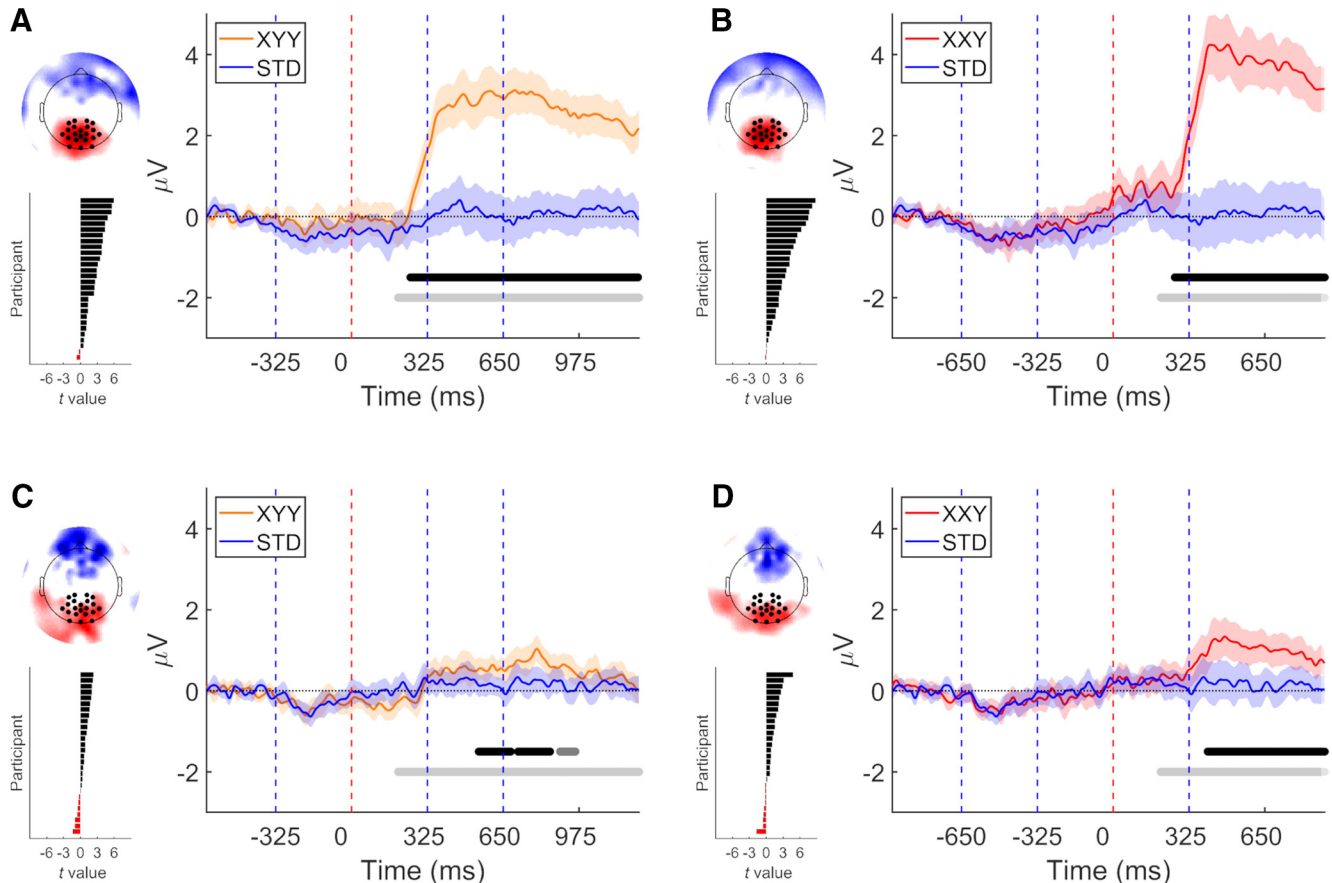 A
XYY
STD
4
2
0
-2
μV
-325 0 325 650 975
Time (ms)
Participant
-6 -3 0 3 6
t value
B
XXY
STD
4
2
0
-2
μV
-650 -325 0 325 650
Time (ms)
Participant
-6 -3 0 3 6
t value
C
XYY
STD
4
2
0
-2
μV
-325 0 325 650 975
Time (ms)
Participant
-6 -3 0 3 6
t value
D
XXY
STD
4
2
0
-2
μV
-650 -325 0 325 650
Time (ms)
Participant
-6 -3 0 3 6
t value